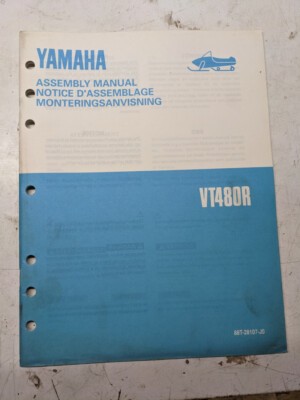 YAMAHA
ASSEMBLY MANUAL
NOTICE D'ASSEMBLAGE
MONTERINGSANVISNING
VT480R